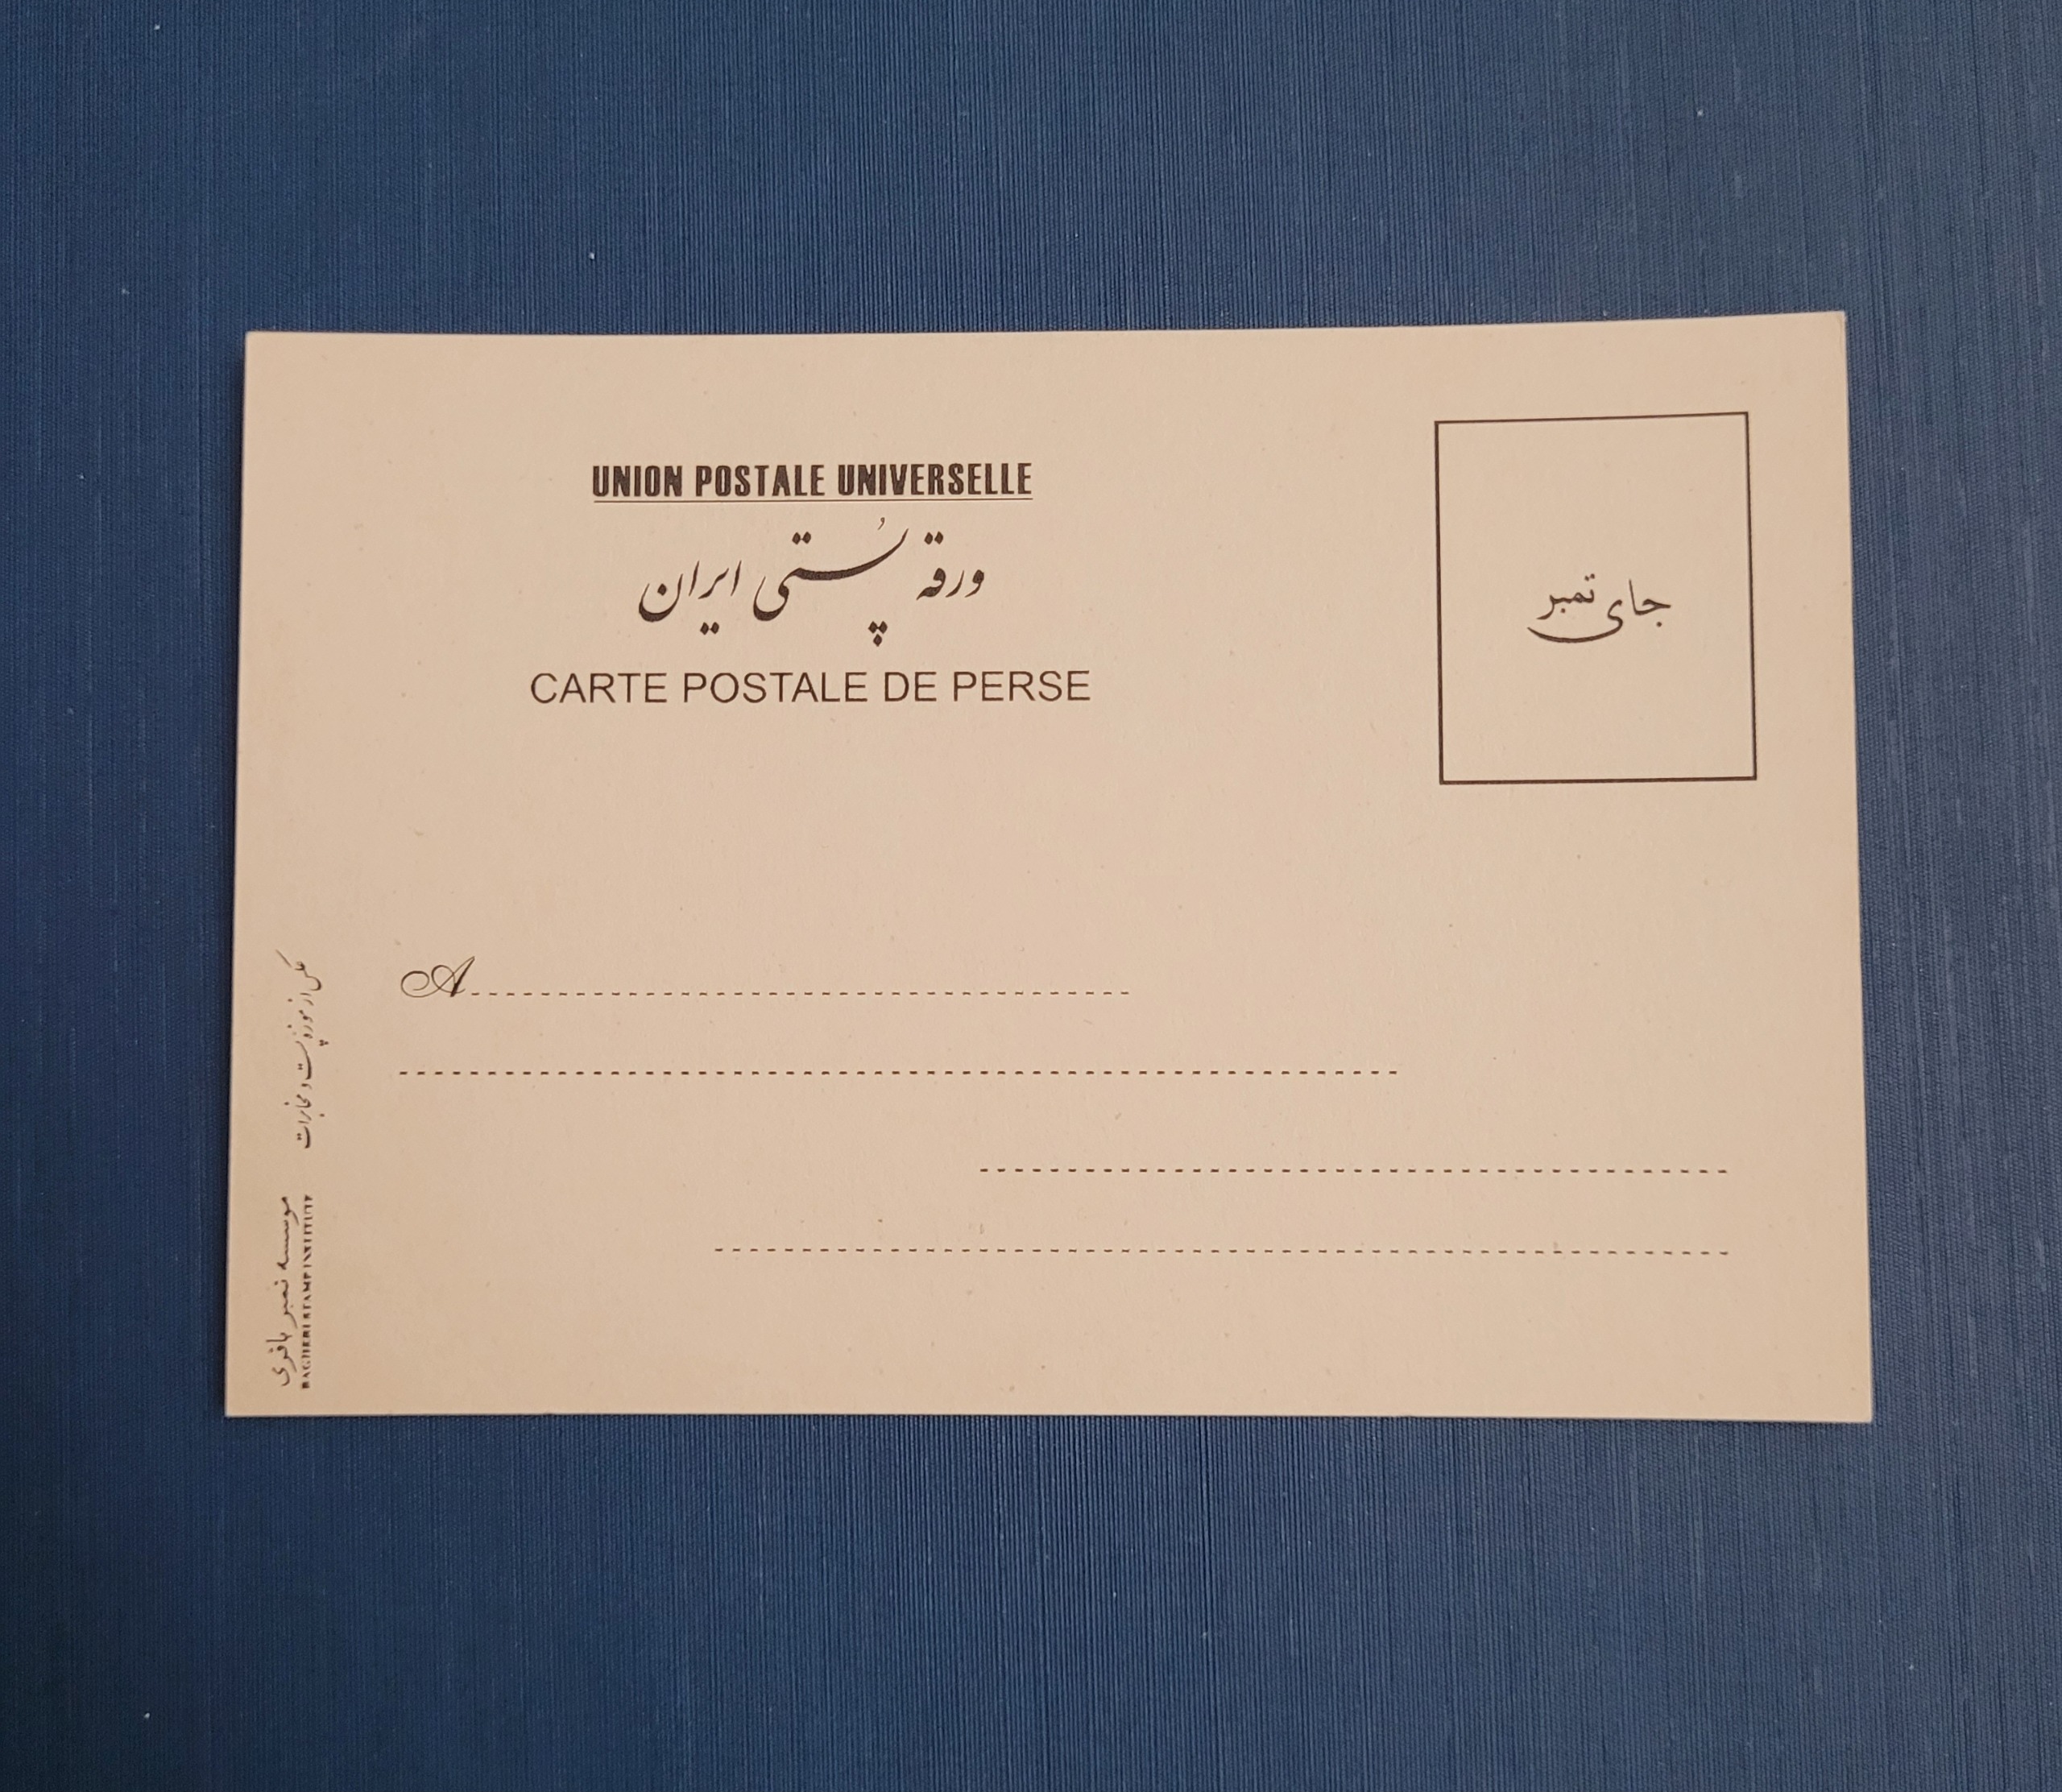 UNION POSTALE UNIVERSELLE
ورقه پُستی ایران
CARTE POSTALE DE PERSE
جای تمبر
A
عکس از موزه پست و مخابرات
موسسه تمبر باقری
BAGHERI STAMP INSTITUTE